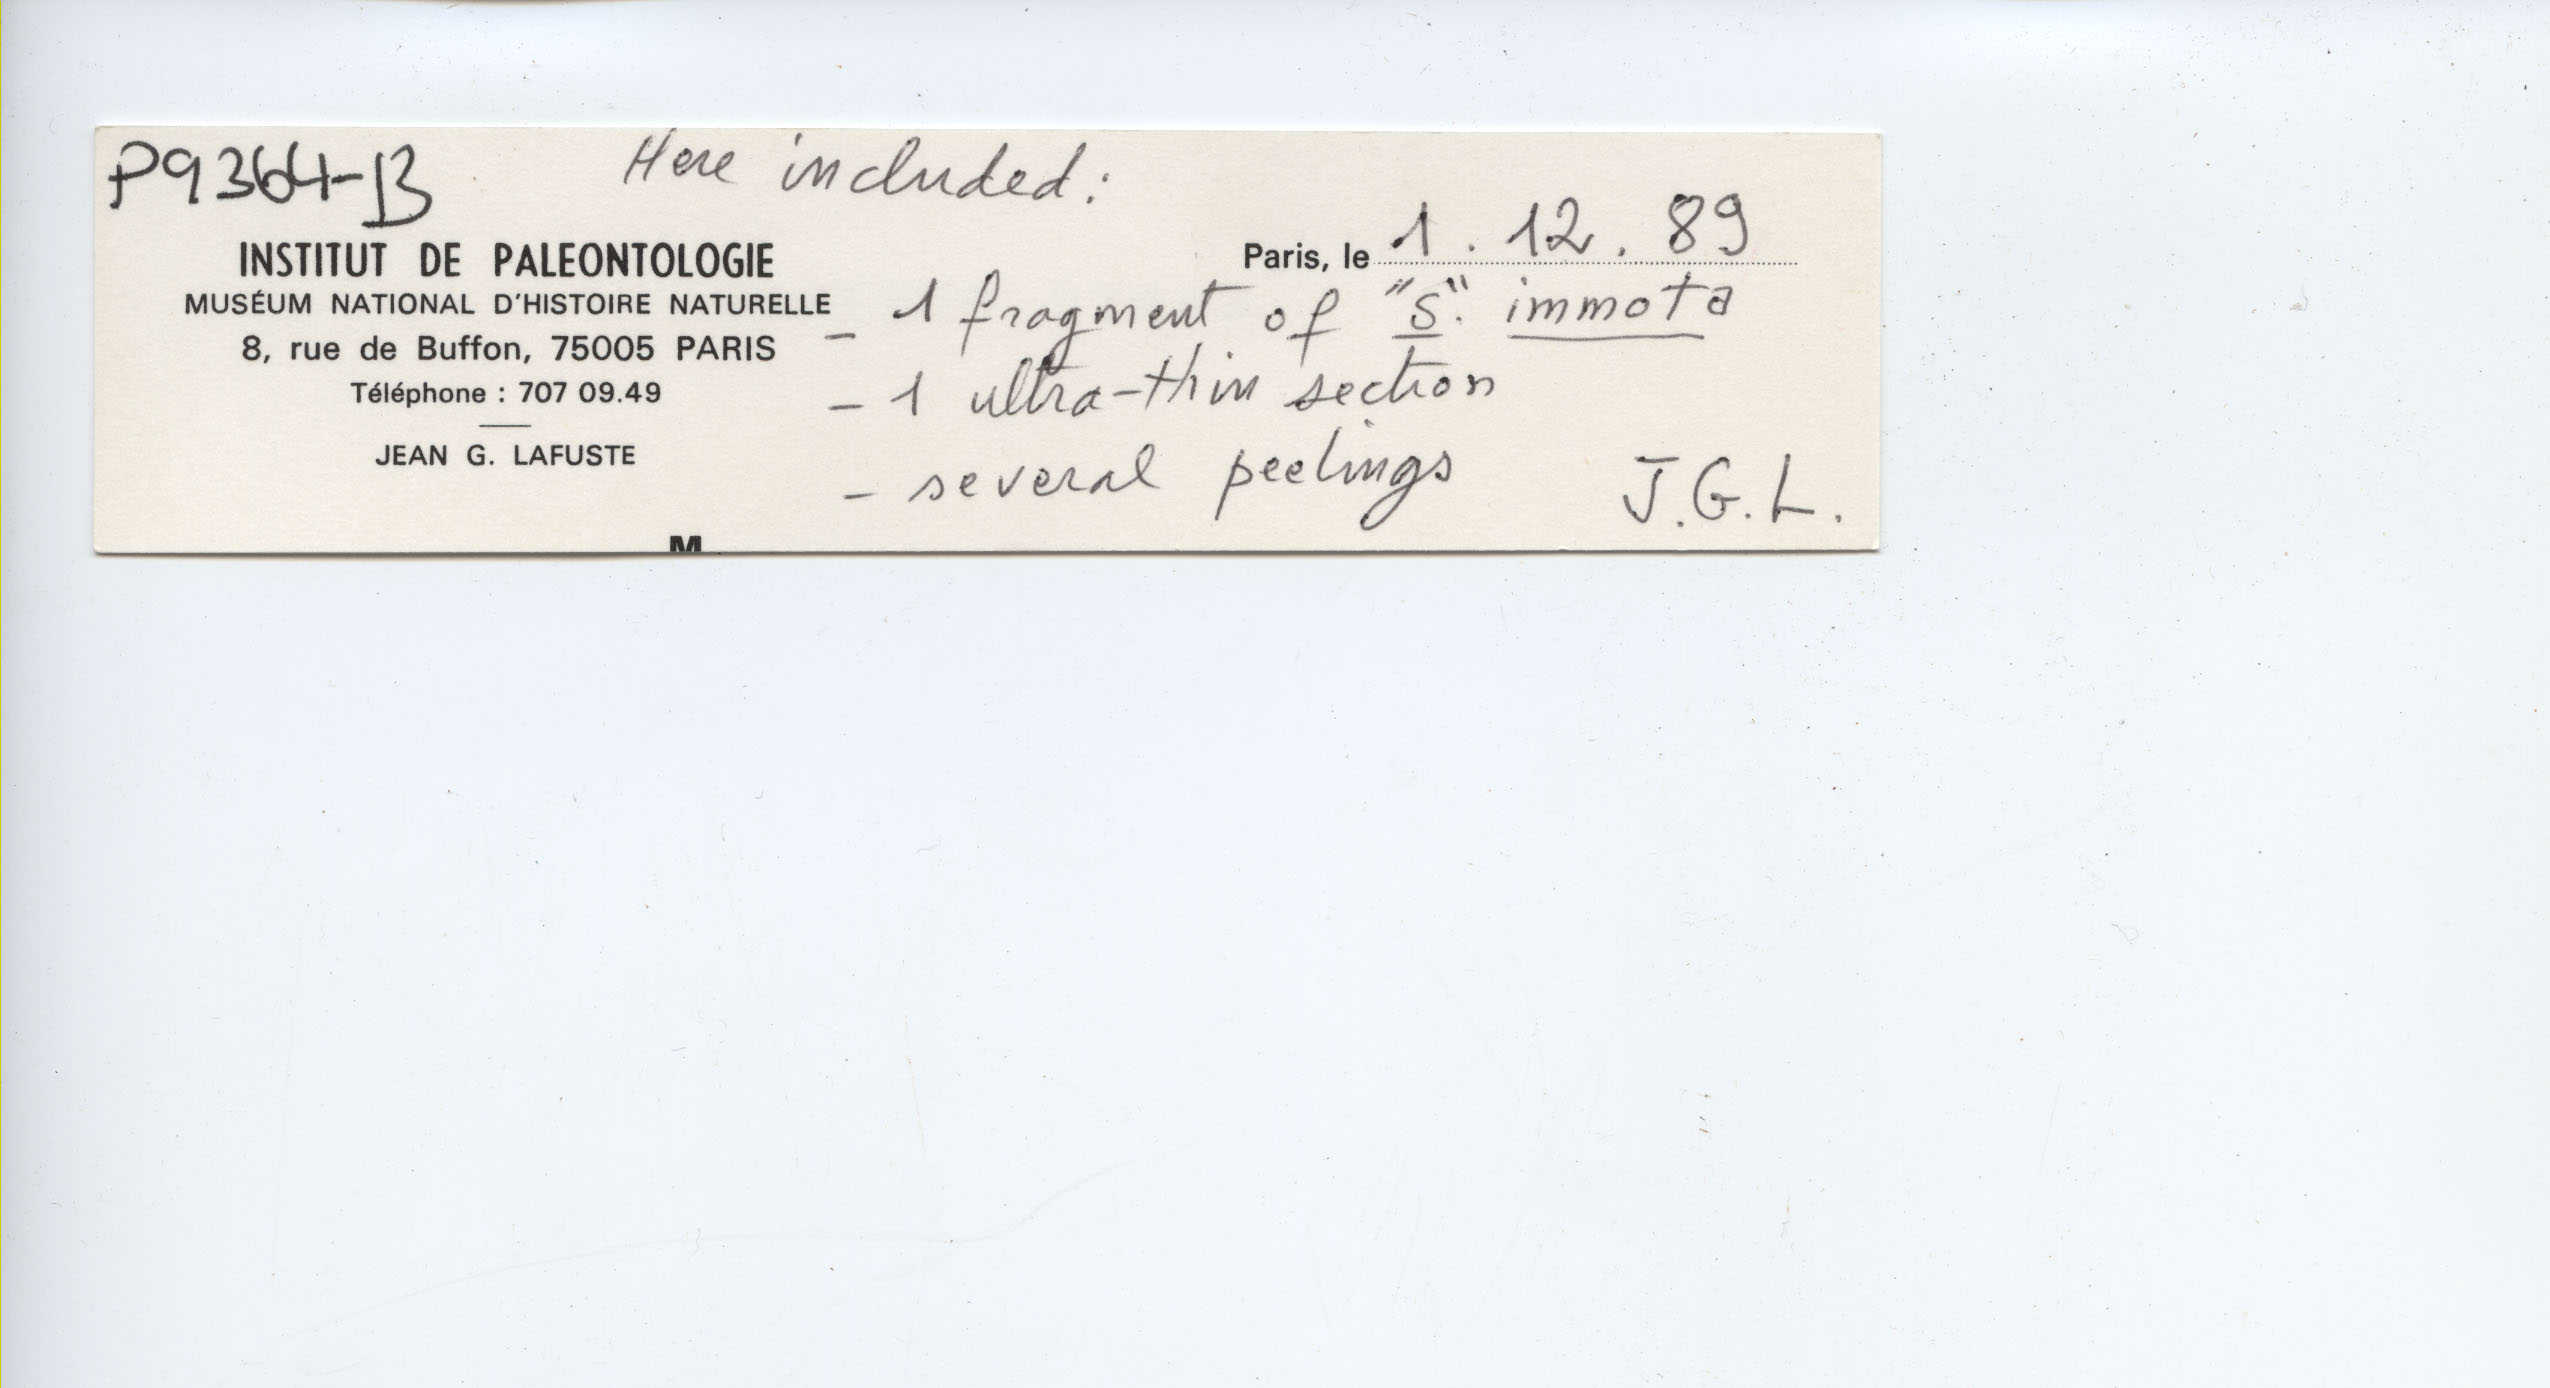 P9364-B
Here included:
INSTITUT DE PALEONTOLOGIE
MUSÉUM NATIONAL D'HISTOIRE NATURELLE
8, rue de Buffon, 75005 PARIS
Téléphone : 707 09.49
JEAN G. LAFUSTE
M
Paris, le 1. 12. 89
- 1 fragment of "S". immota
- 1 ultra-thin section
- several peelings
J.G.L.